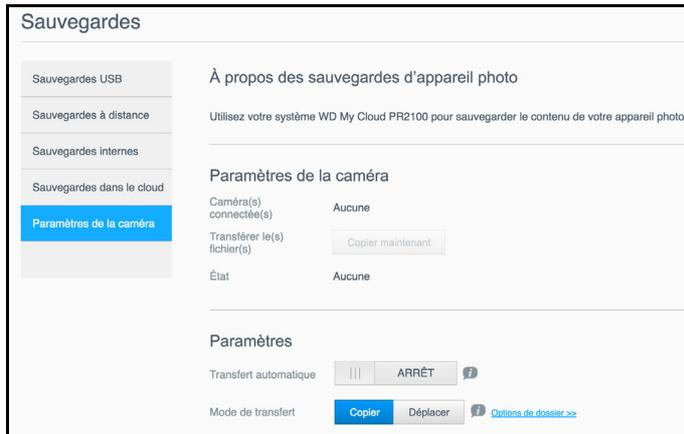 Sauvegardes
Sauvegardes USB
Sauvegardes à distance
Sauvegardes internes
Sauvegardes dans le cloud
Paramètres de la caméra
À propos des sauvegardes d'appareil photo
Utilisez votre système WD My Cloud PR2100 pour sauvegarder le contenu de votre appareil photo
Paramètres de la caméra
Caméra(s)
connectée(s)
Aucune
Transférer le(s)
fichier(s)
Copier maintenant
État
Aucune
Paramètres
Transfert automatique
ARRÊT
Mode de transfert
Copier
Déplacer
Options de dossier >>